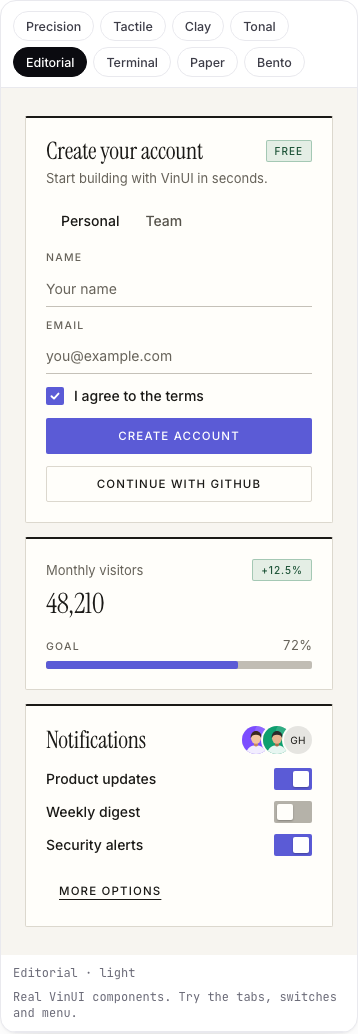 Precision Tactile Clay Tonal
Editorial Terminal Paper Bento
Create your account FREE
Start building with VinUI in seconds.
Personal Team
NAME
Your name
EMAIL
you@example.com
I agree to the terms
CREATE ACCOUNT
CONTINUE WITH GITHUB
Monthly visitors +12.5%
48,210
GOAL 72%
Notifications GH
Product updates
Weekly digest
Security alerts
MORE OPTIONS
Editorial · light
Real VinUI components. Try the tabs, switches
and menu.